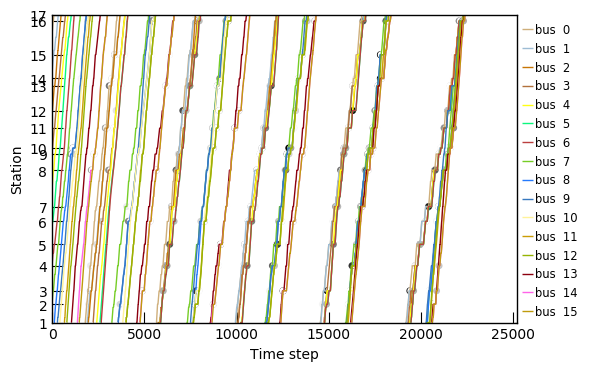 17
16
15
14
13
12
11
10
9
8
7
6
5
4
3
2
1
Station
0 5000 10000 15000 20000 25000
Time step
bus 0
bus 1
bus 2
bus 3
bus 4
bus 5
bus 6
bus 7
bus 8
bus 9
bus 10
bus 11
bus 12
bus 13
bus 14
bus 15